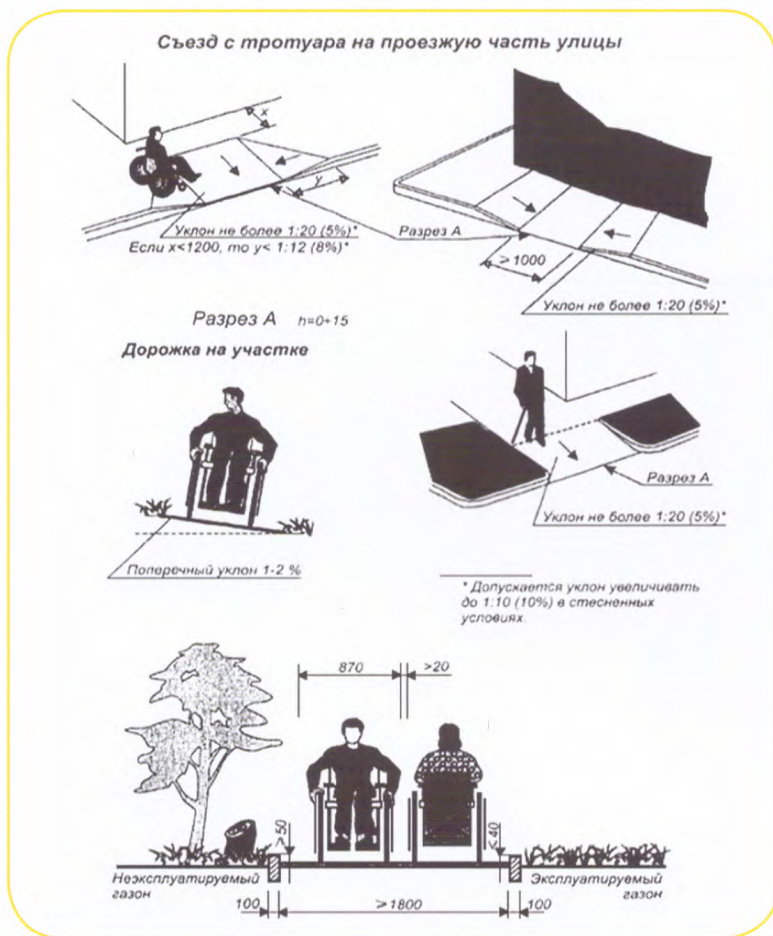 Съезд с тротуара на проезжую часть улицы
x
y
Уклон не более 1:20 (5%)*
Если x<1200, то y< 1:12 (8%)*
Разрез А
>1000
Уклон не более 1:20 (5%)*
Разрез А h=0÷15
Дорожка на участке
Поперечный уклон 1-2 %
Разрез А
Уклон не более 1:20 (5%)*
* Допускается уклон увеличивать
до 1:10 (10%) в стесненных
условиях.
870
>20
>50
<40
Неэксплуатируемый
газон
Эксплуатируемый
газон
100
>1800
100